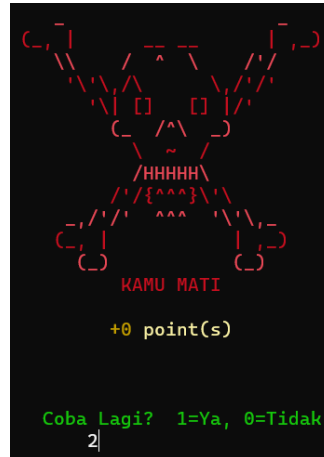 KAMU MATI
+0 point(s)
Coba Lagi? 1=Ya, 0=Tidak
2